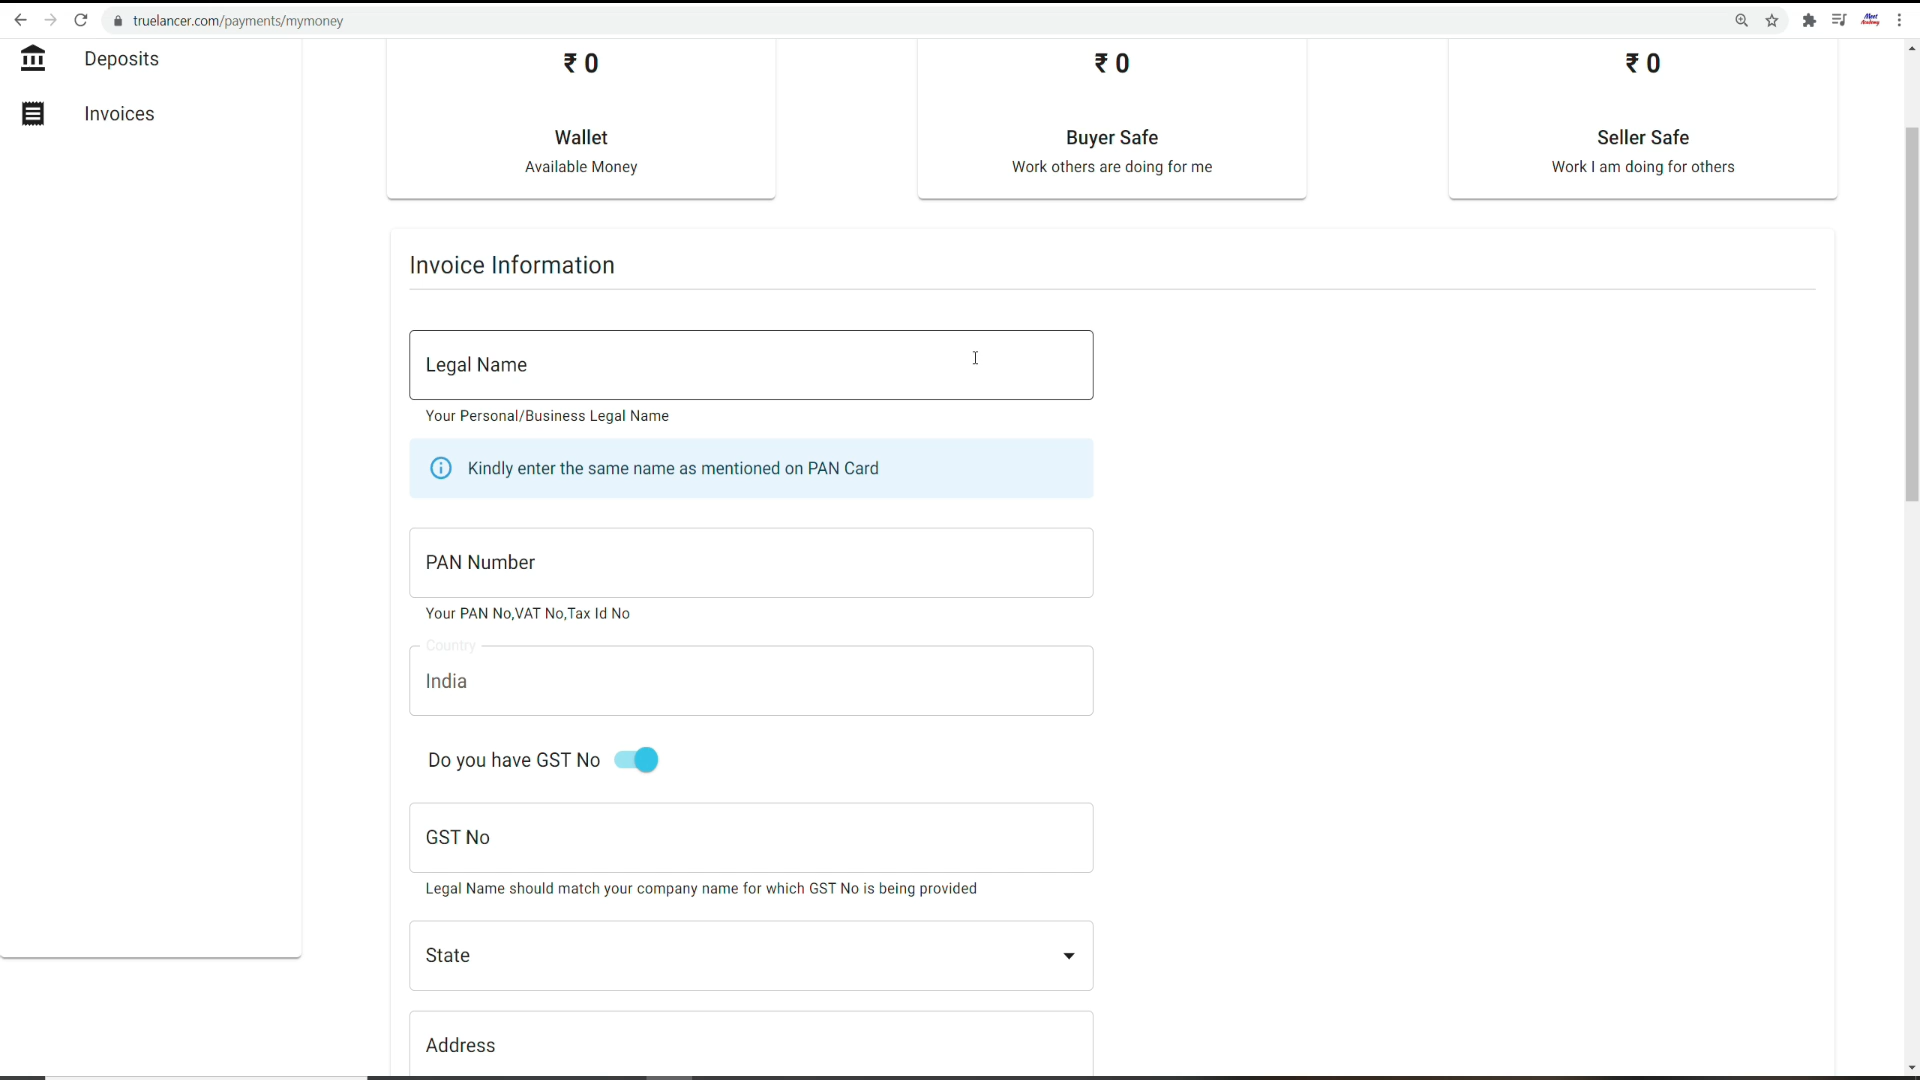 truelancer.com/payments/mymoney
Deposits
Invoices
₹ 0
Wallet
Available Money
₹ 0
Buyer Safe
Work others are doing for me
₹ 0
Seller Safe
Work I am doing for others
Invoice Information
Legal Name
Your Personal/Business Legal Name
Kindly enter the same name as mentioned on PAN Card
PAN Number
Your PAN No,VAT No,Tax Id No
Country
India
Do you have GST No
GST No
Legal Name should match your company name for which GST No is being provided
State
Address